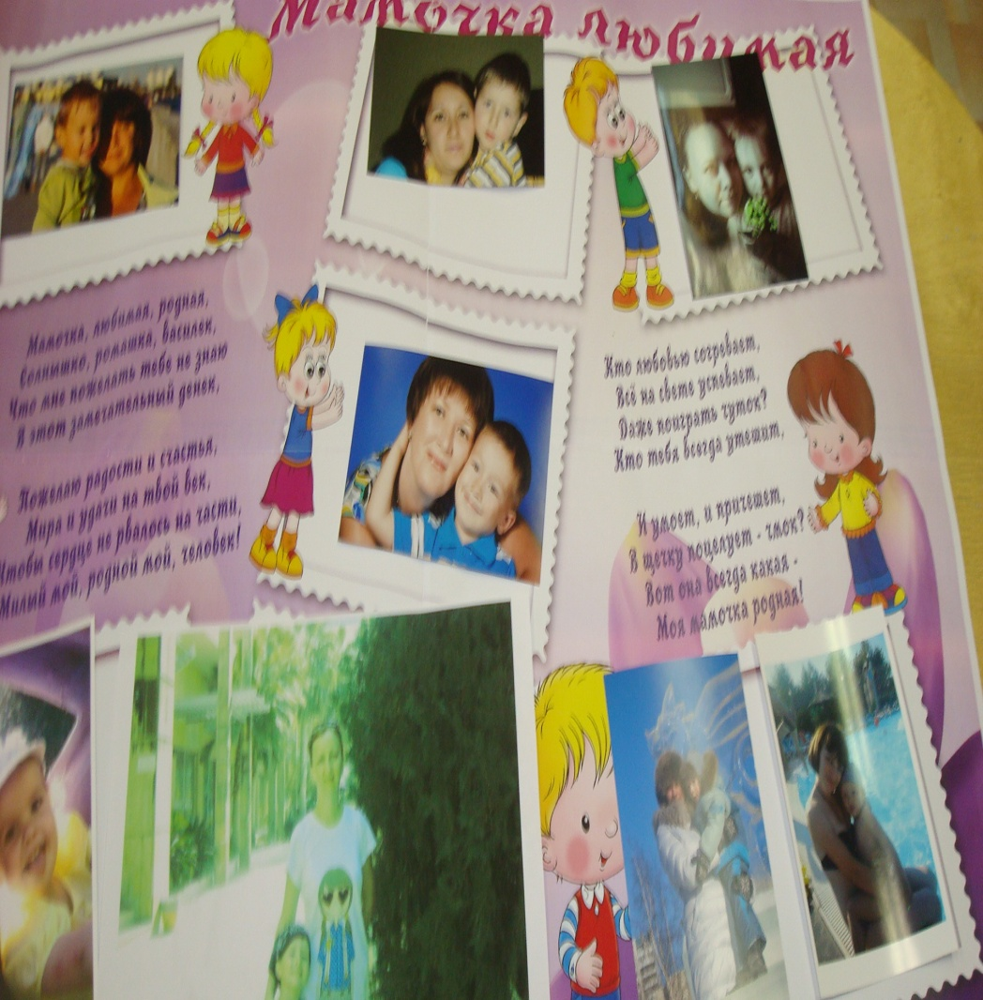 Мамочка любимая
Мамочка, любимая, родная,
Солнышко, ромашка, василек,
Что мне пожелать тебе не знаю
В этот замечательный денек,
Пожелаю радости и счастья,
Мира и удачи на твой век,
Чтобы сердце не рвалось на части,
Милый мой, родной мой, человек!
Кто любовью согревает,
Всё на свете успевает,
Даже поиграть чуток?
Кто тебя всегда утешит,
И умоет, и причешет,
В щечку поцелует - чмок?
Вот она всегда какая -
Моя мамочка родная!